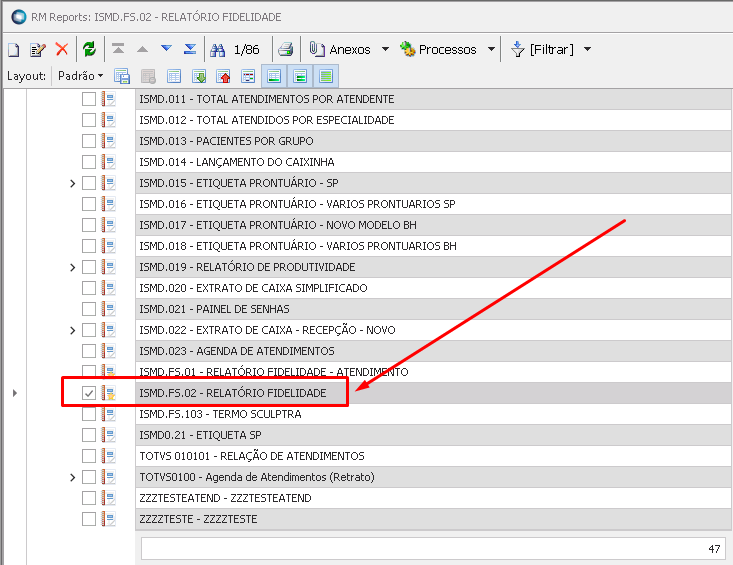 RM Reports: ISMD.FS.02 - RELATÓRIO FIDELIDADE
1/86 Anexos Processos [Filtrar]
Layout: Padrão
ISMD.011 - TOTAL ATENDIMENTOS POR ATENDENTE
ISMD.012 - TOTAL ATENDIDOS POR ESPECIALIDADE
ISMD.013 - PACIENTES POR GRUPO
ISMD.014 - LANÇAMENTO DO CAIXINHA
ISMD.015 - ETIQUETA PRONTUÁRIO - SP
ISMD.016 - ETIQUETA PRONTUÁRIO - VARIOS PRONTUARIOS SP
ISMD.017 - ETIQUETA PRONTUÁRIO - NOVO MODELO BH
ISMD.018 - ETIQUETA PRONTUÁRIO - VARIOS PRONTUARIOS BH
ISMD.019 - RELATÓRIO DE PRODUTIVIDADE
ISMD.020 - EXTRATO DE CAIXA SIMPLIFICADO
ISMD.021 - PAINEL DE SENHAS
ISMD.022 - EXTRATO DE CAIXA - RECEPÇÃO - NOVO
ISMD.023 - AGENDA DE ATENDIMENTOS
ISMD.FS.01 - RELATÓRIO FIDELIDADE - ATENDIMENTO
ISMD.FS.02 - RELATÓRIO FIDELIDADE
ISMD.FS.103 - TERMO SCULPTRA
ISMD0.21 - ETIQUETA SP
TOTVS 010101 - RELAÇÃO DE ATENDIMENTOS
TOTVS0100 - Agenda de Atendimentos (Retrato)
ZZZTESTEATEND - ZZZTESTEATEND
ZZZZTESTE - ZZZZTESTE
47